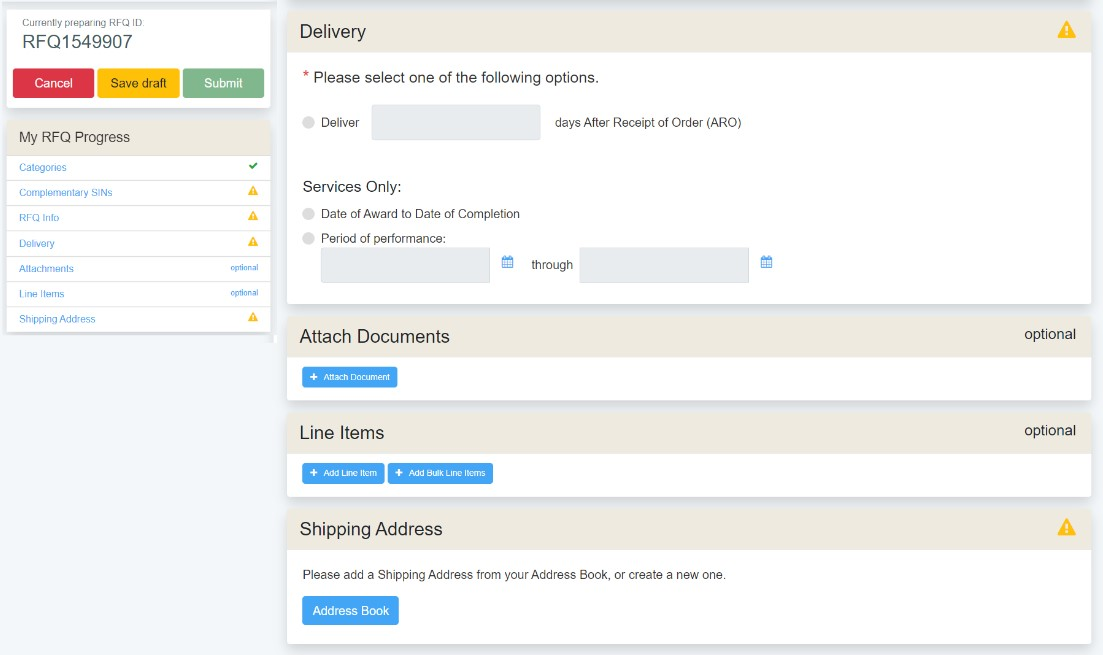 Currently preparing RFQ ID:
RFQ1549907
Cancel
Save draft
Submit
My RFQ Progress
Categories
Complementary SINs
RFQ Info
Delivery
Attachments optional
Line Items optional
Shipping Address
Delivery
* Please select one of the following options.
Deliver days After Receipt of Order (ARO)
Services Only:
Date of Award to Date of Completion
Period of performance:
through
Attach Documents optional
+ Attach Document
Line Items optional
+ Add Line Item + Add Bulk Line Items
Shipping Address
Please add a Shipping Address from your Address Book, or create a new one.
Address Book